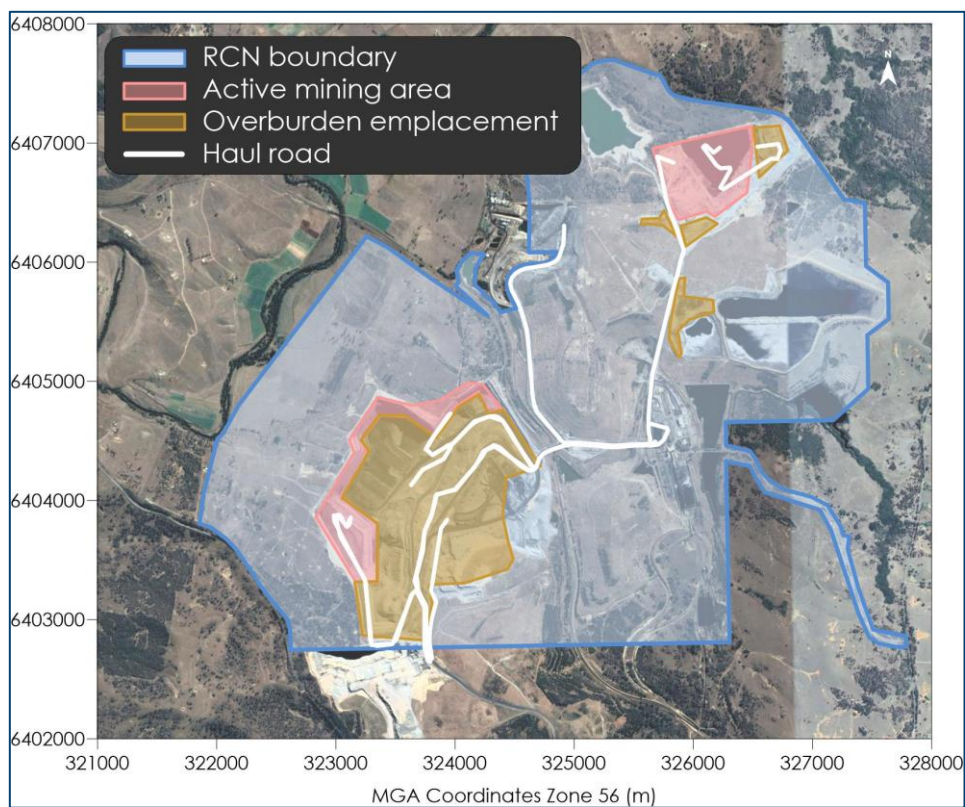 6408000
RCN boundary
Active mining area
Overburden emplacement
Haul road
N
6407000
6406000
6405000
6404000
6403000
6402000
321000 322000 323000 324000 325000 326000 327000 328000
MGA Coordinates Zone 56 (m)